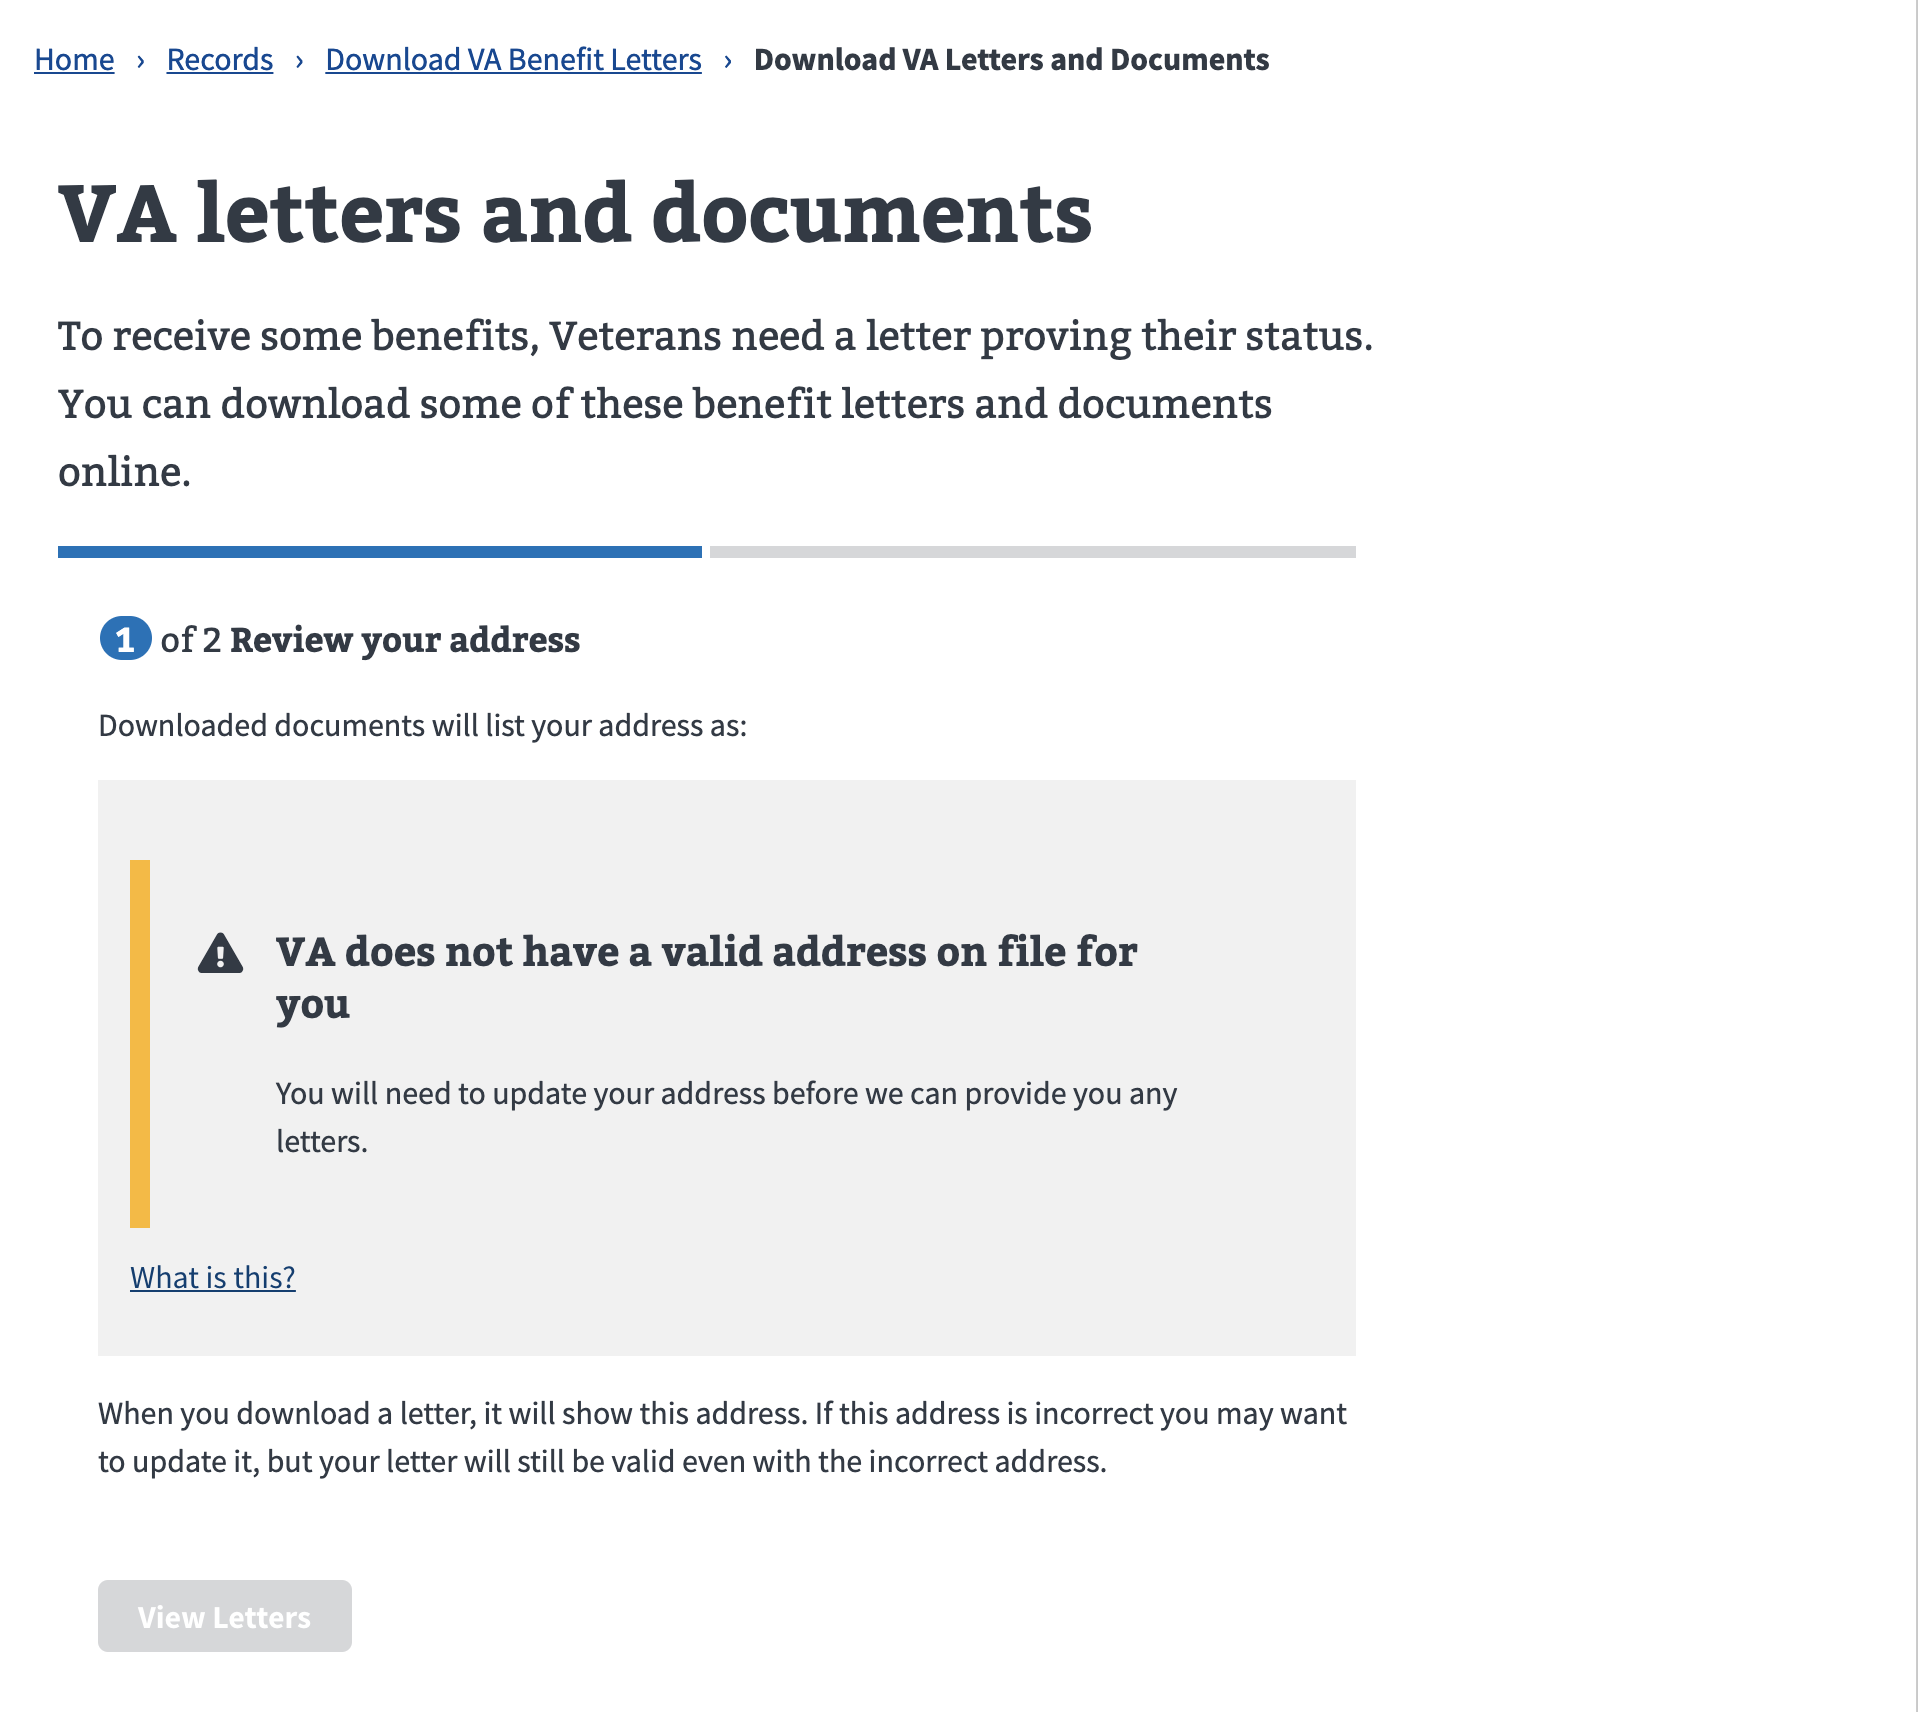 Home › Records › Download VA Benefit Letters › Download VA Letters and Documents
VA letters and documents
To receive some benefits, Veterans need a letter proving their status.
You can download some of these benefit letters and documents
online.
1 of 2 Review your address
Downloaded documents will list your address as:
VA does not have a valid address on file for
you
You will need to update your address before we can provide you any
letters.
What is this?
When you download a letter, it will show this address. If this address is incorrect you may want
to update it, but your letter will still be valid even with the incorrect address.
View Letters